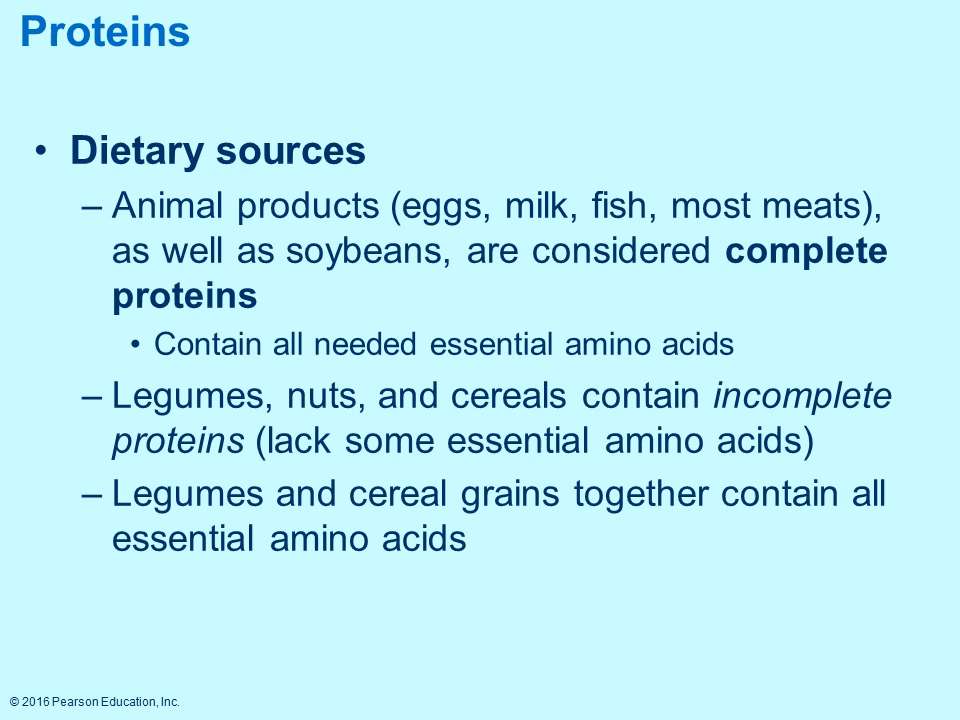 Proteins
• Dietary sources
– Animal products (eggs, milk, fish, most meats),
as well as soybeans, are considered complete
proteins
• Contain all needed essential amino acids
– Legumes, nuts, and cereals contain incomplete
proteins (lack some essential amino acids)
– Legumes and cereal grains together contain all
essential amino acids
© 2016 Pearson Education, Inc.